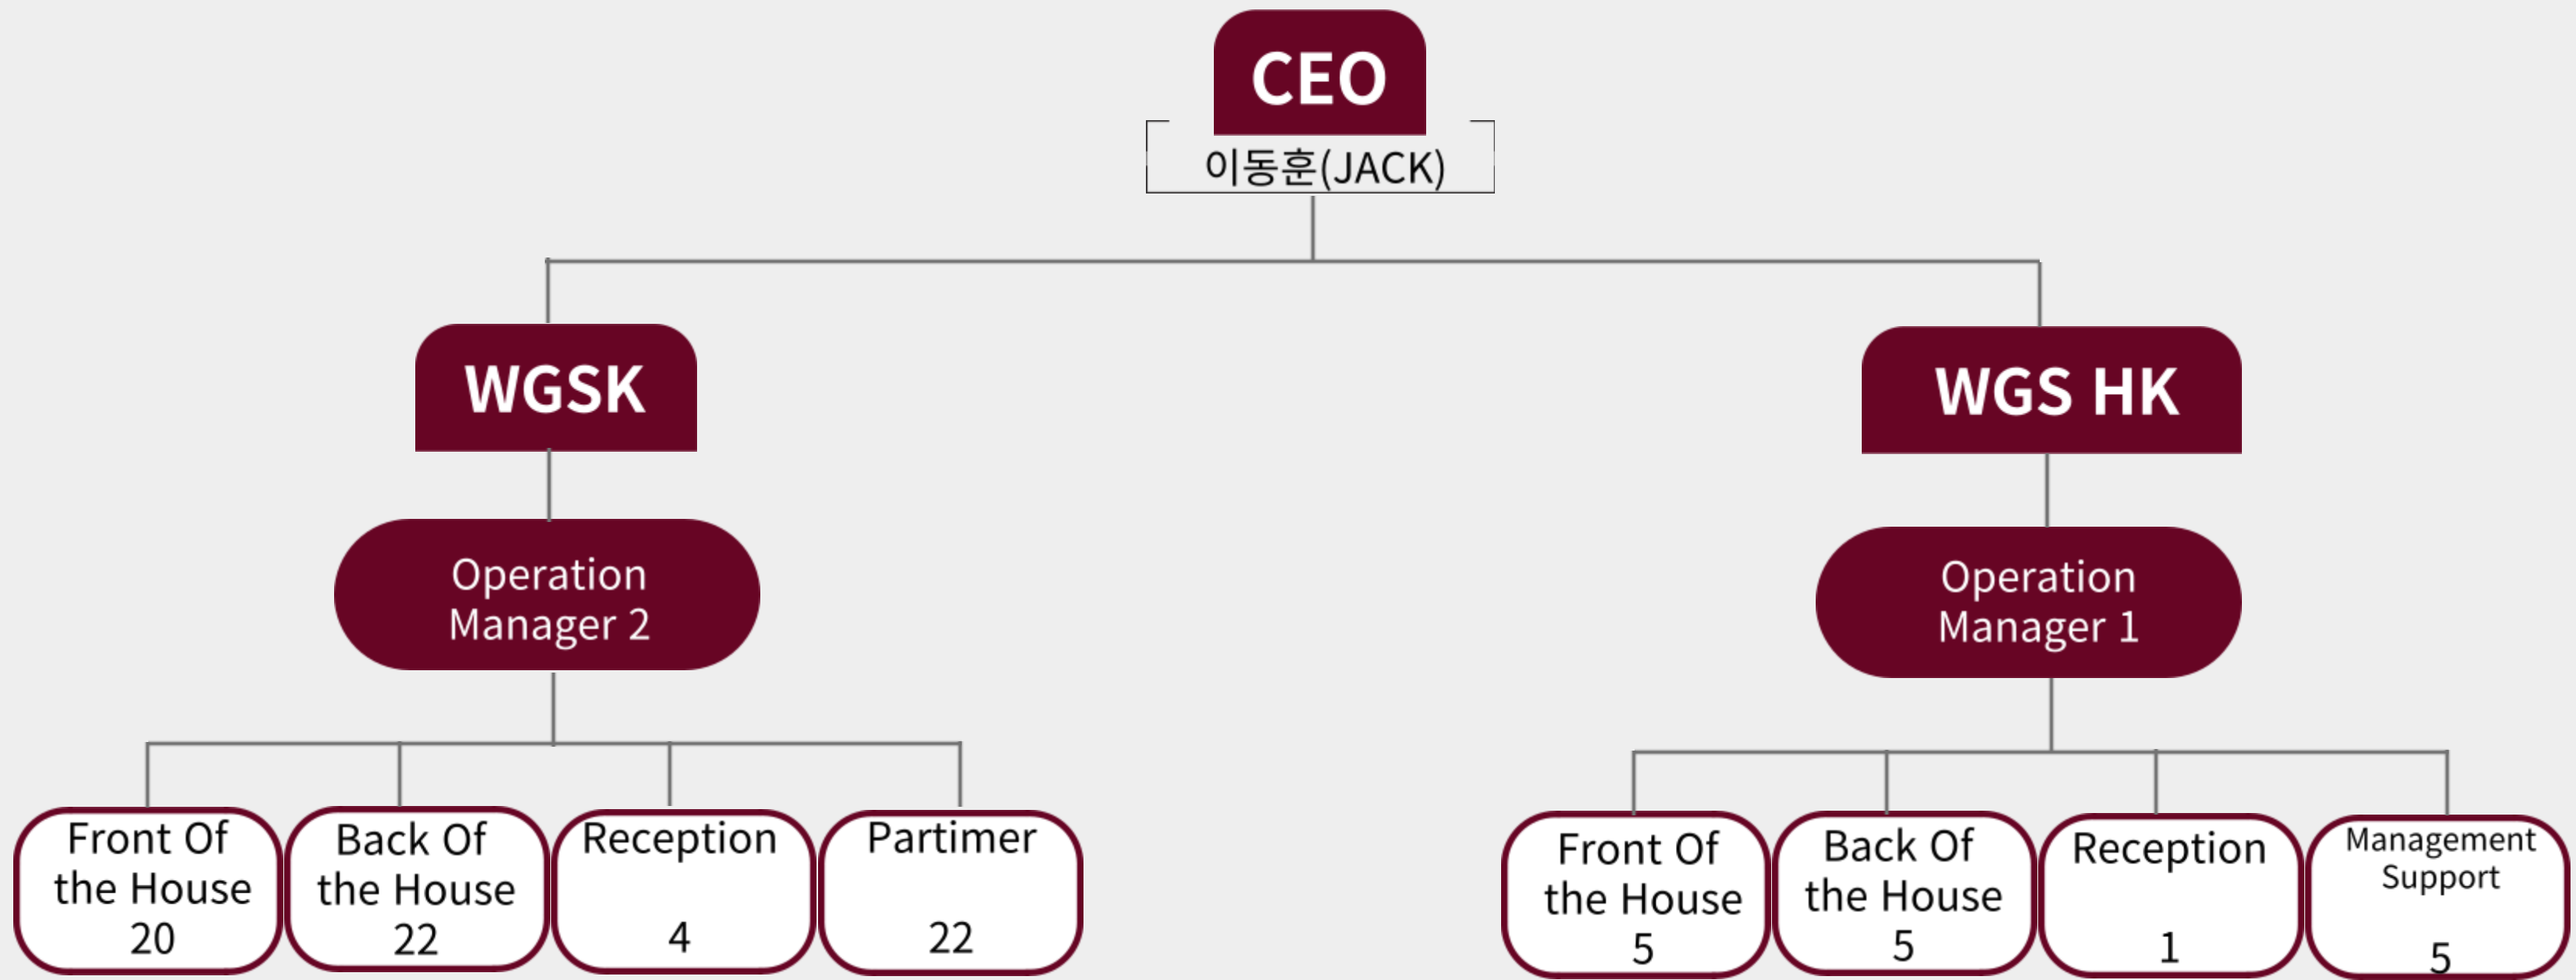 CEO
이동훈(JACK)
WGSK
WGS HK
Operation
Manager 2
Operation
Manager 1
Front Of
the House
20
Back Of
the House
22
Reception
4
Partimer
22
Front Of
the House
5
Back Of
the House
5
Reception
1
Management
Support
5